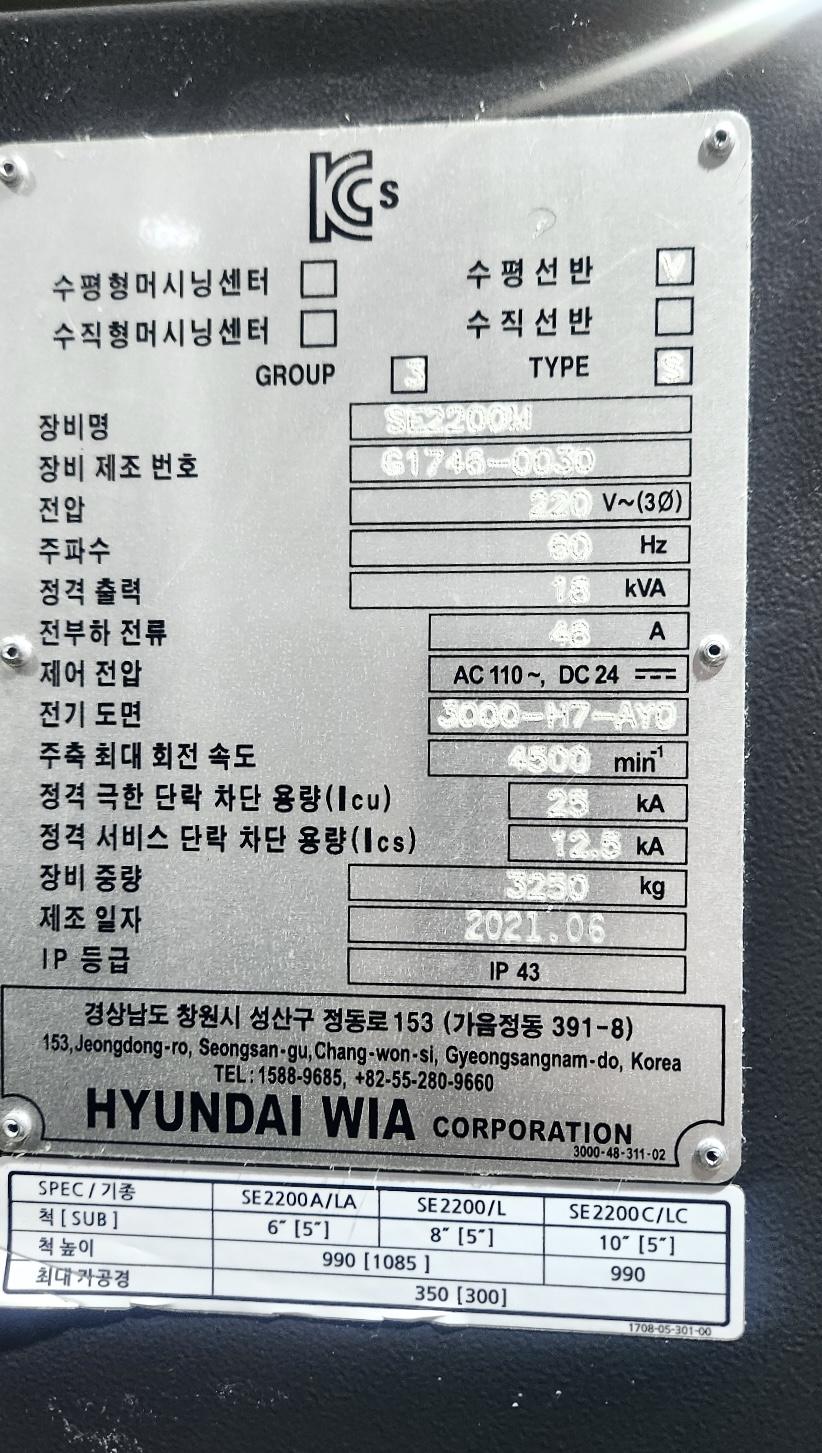 KCs
수평형머시닝센터 수평선반 V
수직형머시닝센터 수직선반
GROUP 3 TYPE S
장비명 SE2200M
장비 제조 번호 G1746-0030
전압 220 V~(3Ø)
주파수 60 Hz
정격 출력 18 kVA
전부하 전류 48 A
제어 전압 AC 110~, DC 24
전기 도면 3000-H7-AY0
주축 최대 회전 속도 4500 min⁻¹
정격 극한 단락 차단 용량(Icu) 25 kA
정격 서비스 단락 차단 용량(Ics) 12.5 kA
장비 중량 3250 kg
제조 일자 2021.06
IP 등급 IP 43
경상남도 창원시 성산구 정동로 153 (가음정동 391-8)
153,Jeongdong-ro, Seongsan-gu,Chang-won-si, Gyeongsangnam-do, Korea
TEL : 1588-9685, +82-55-280-9660
HYUNDAI WIA CORPORATION
3000-48-311-02
SPEC / 기종 SE2200A/LA SE2200/L SE2200C/LC
척 [ SUB ] 6″ [5″] 8″ [5″] 10″ [5″]
척 높이 990 [1085 ] 990
최대 가공경 350 [300]
1708-05-301-00